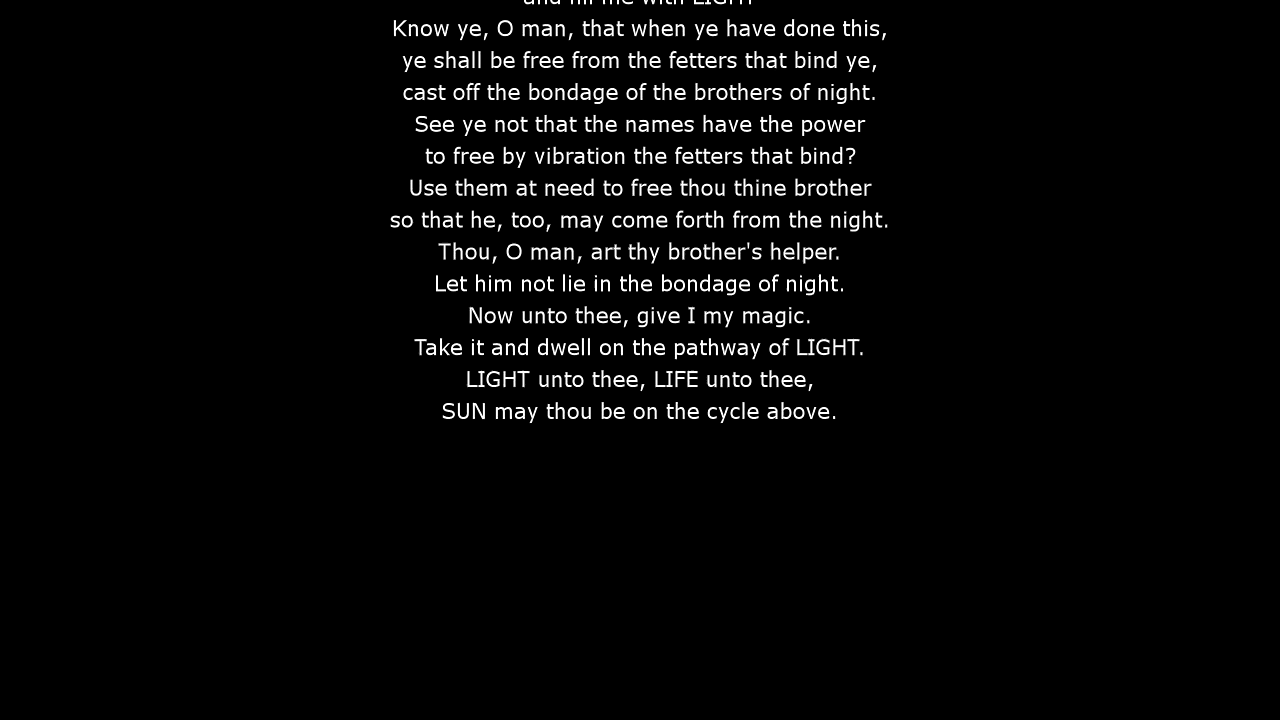 and fill me with LIGHT
Know ye, O man, that when ye have done this,
ye shall be free from the fetters that bind ye,
cast off the bondage of the brothers of night.
See ye not that the names have the power
to free by vibration the fetters that bind?
Use them at need to free thou thine brother
so that he, too, may come forth from the night.
Thou, O man, art thy brother's helper.
Let him not lie in the bondage of night.
Now unto thee, give I my magic.
Take it and dwell on the pathway of LIGHT.
LIGHT unto thee, LIFE unto thee,
SUN may thou be on the cycle above.